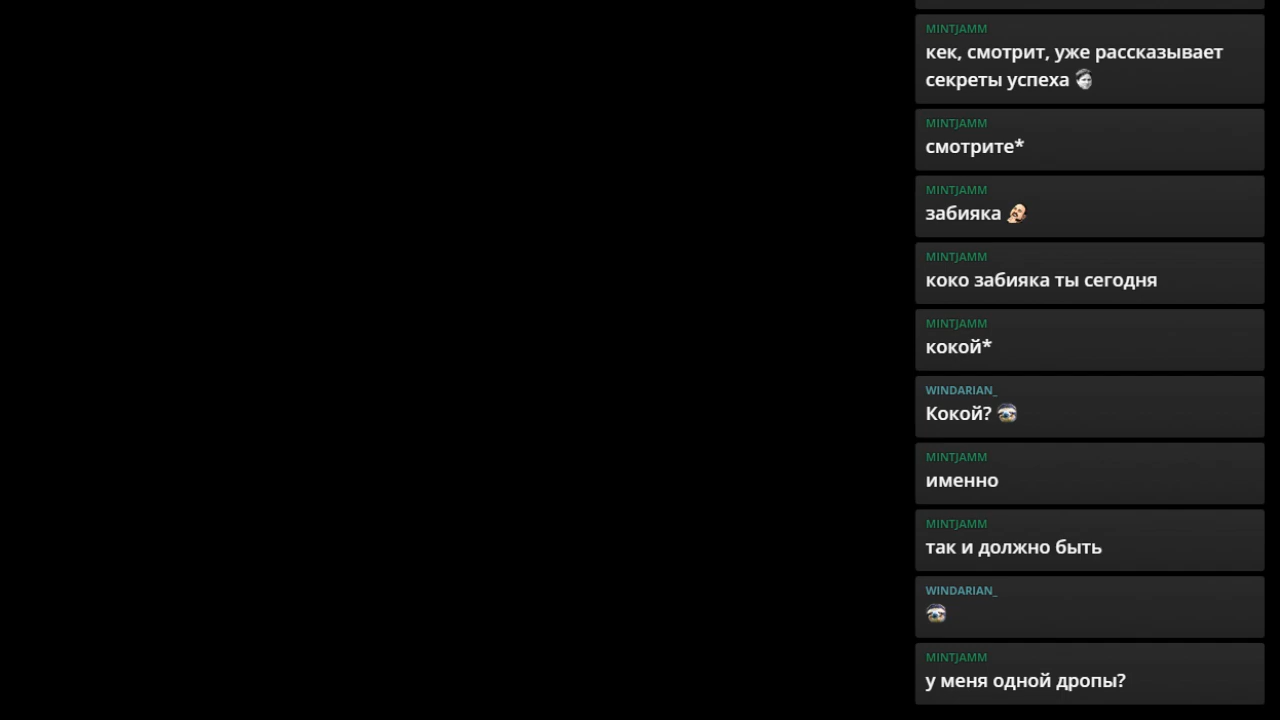 MINTJAMM
кек, смотрит, уже рассказывает
секреты успеха
MINTJAMM
смотрите*
MINTJAMM
забияка
MINTJAMM
коко забияка ты сегодня
MINTJAMM
кокой*
WINDARIAN_
Кокой?
MINTJAMM
именно
MINTJAMM
так и должно быть
WINDARIAN_
MINTJAMM
у меня одной дропы?